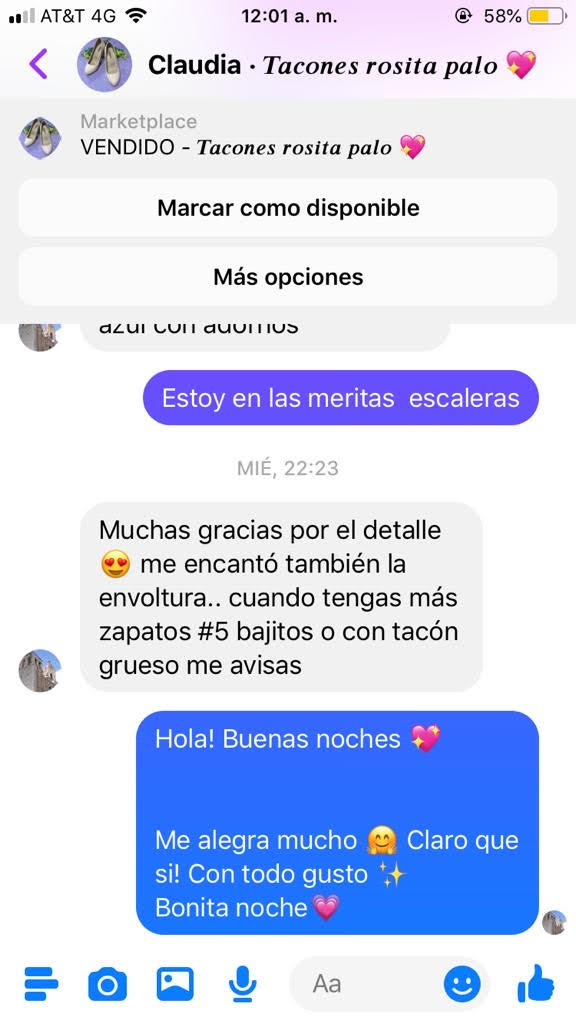 AT&T 4G 12:01 a. m. 58%
Claudia · Tacones rosita palo 💖
Marketplace
VENDIDO - Tacones rosita palo 💖
Marcar como disponible
Más opciones
azul con adornos
Estoy en las meritas escaleras
MIÉ, 22:23
Muchas gracias por el detalle
😍 me encantó también la
envoltura.. cuando tengas más
zapatos #5 bajitos o con tacón
grueso me avisas
Hola! Buenas noches 💖
Me alegra mucho 🤗 Claro que
si! Con todo gusto ✨
Bonita noche💗
Aa